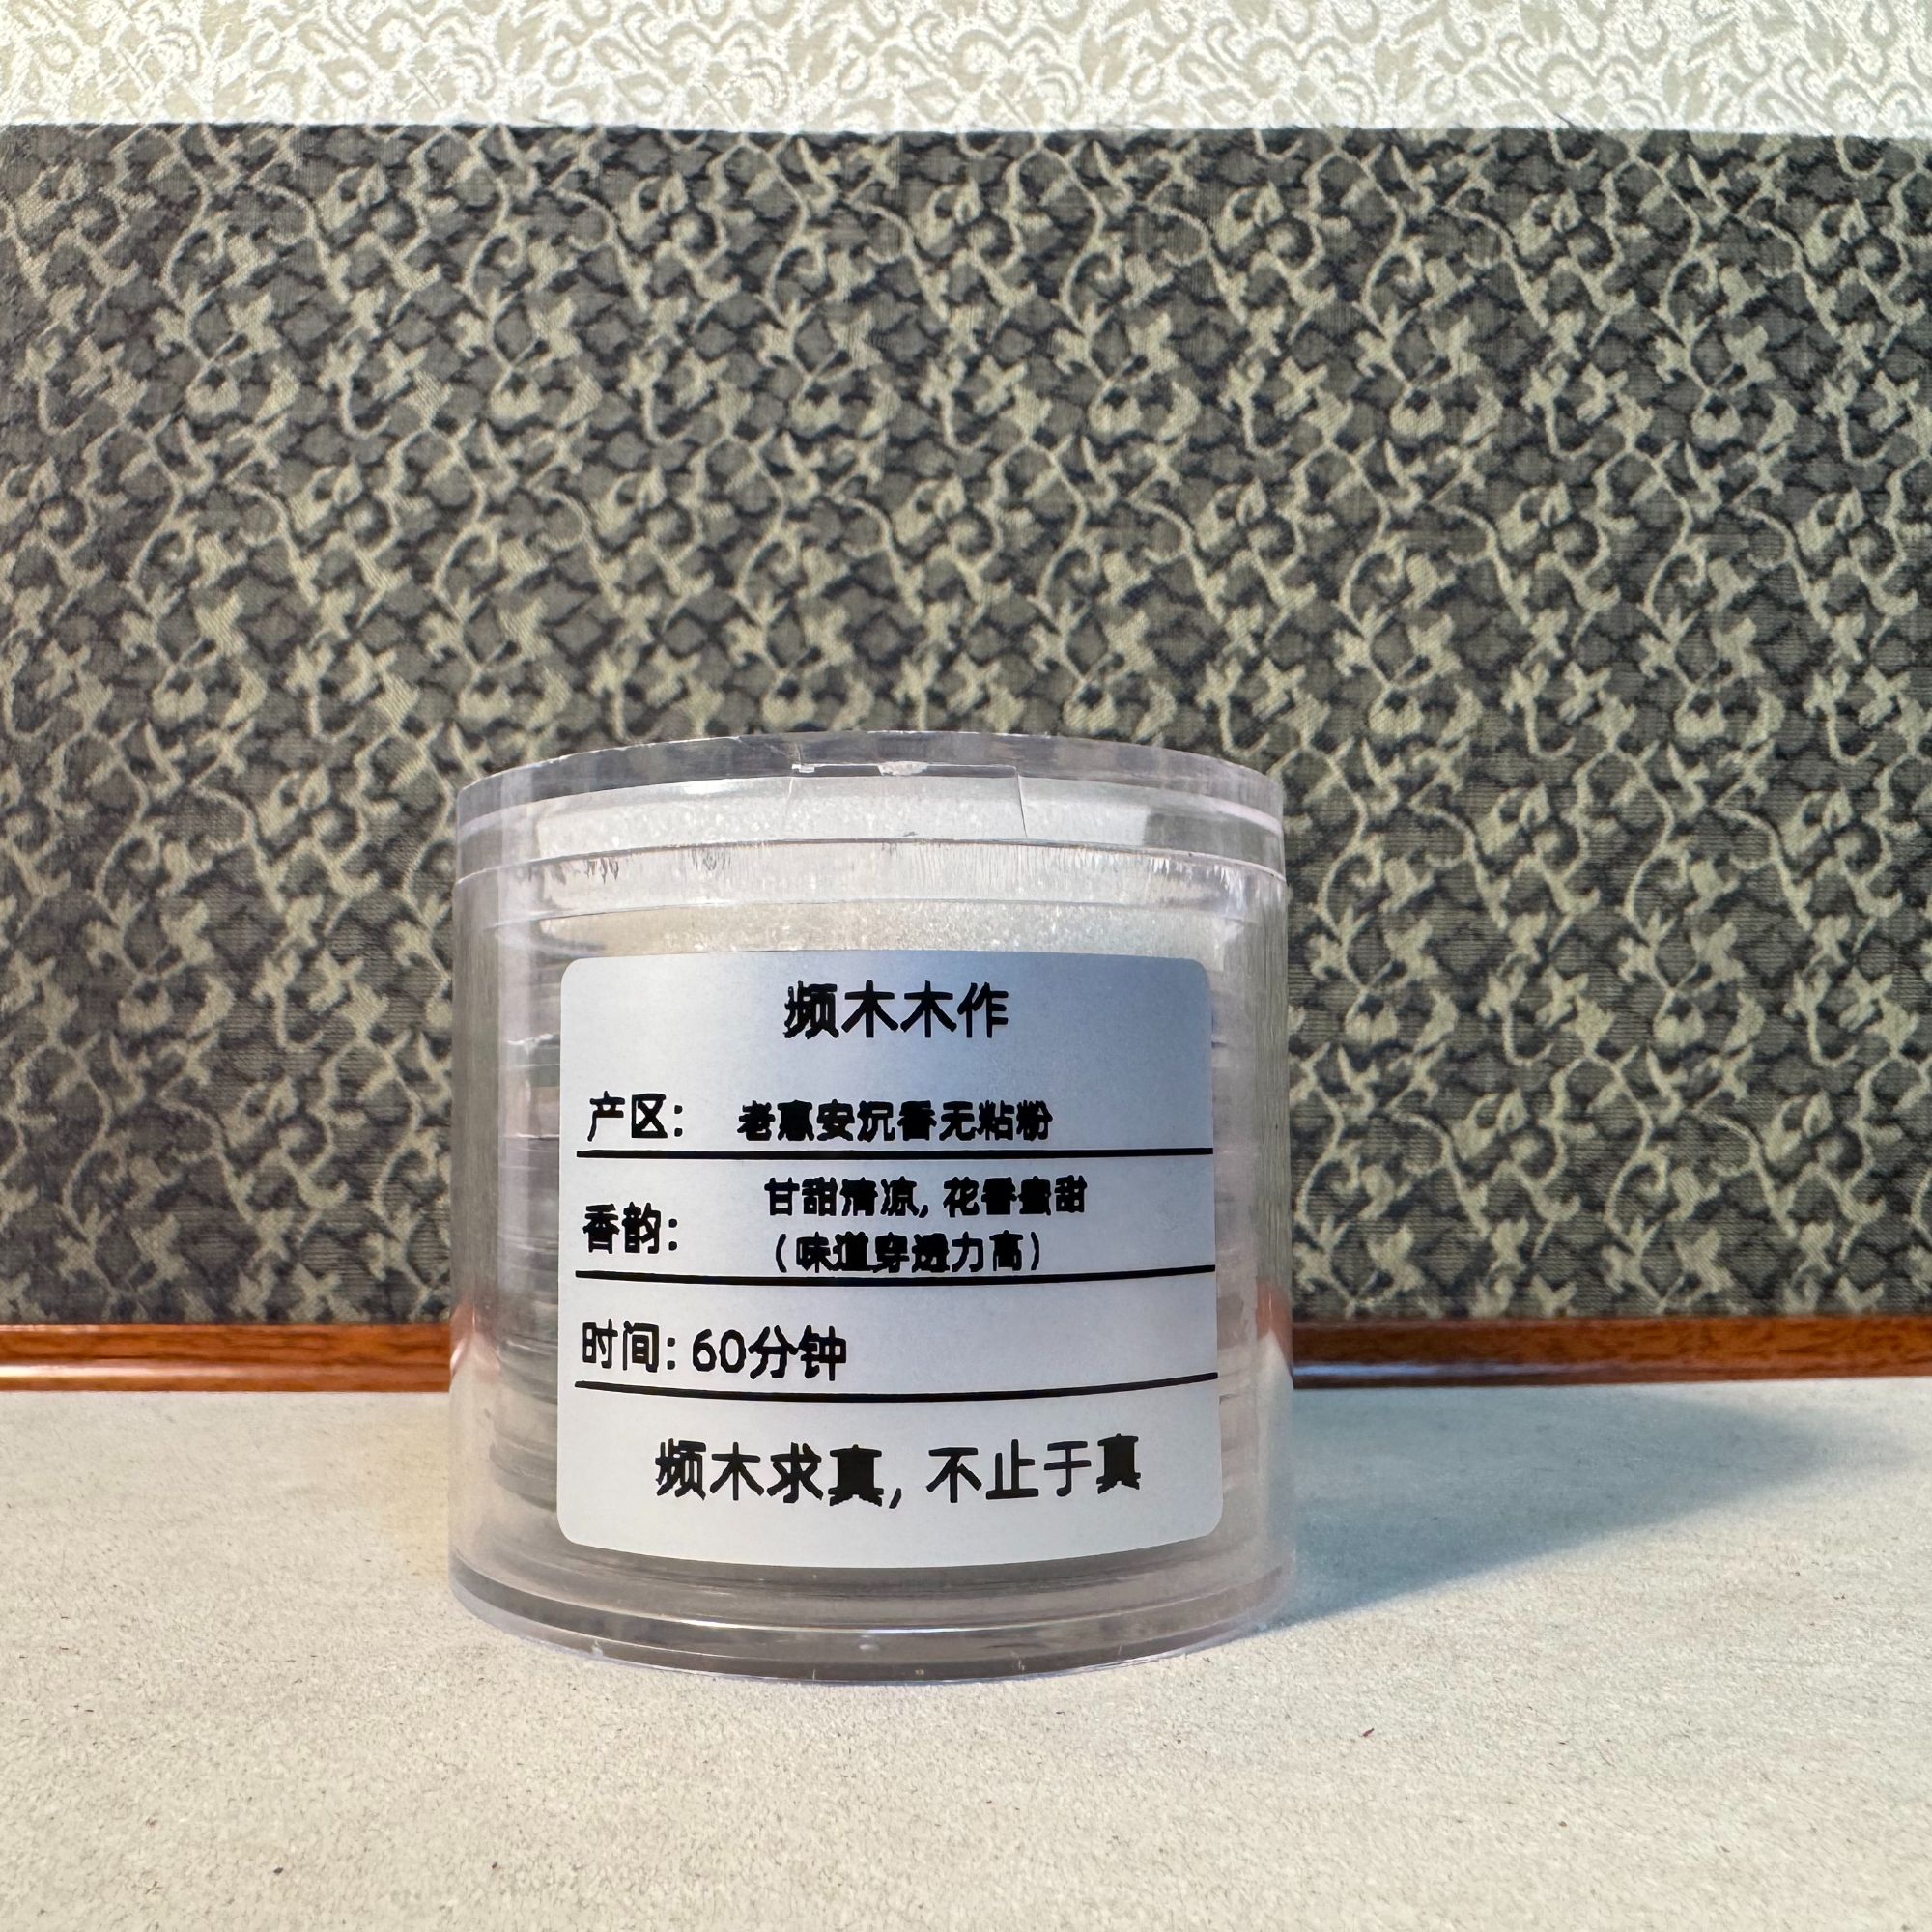 频木木作
产区： 老惠安沉香无粘粉
香韵： 甘甜清凉, 花香蜜甜
（味道穿透力高）
时间: 60分钟
频木求真, 不止于真